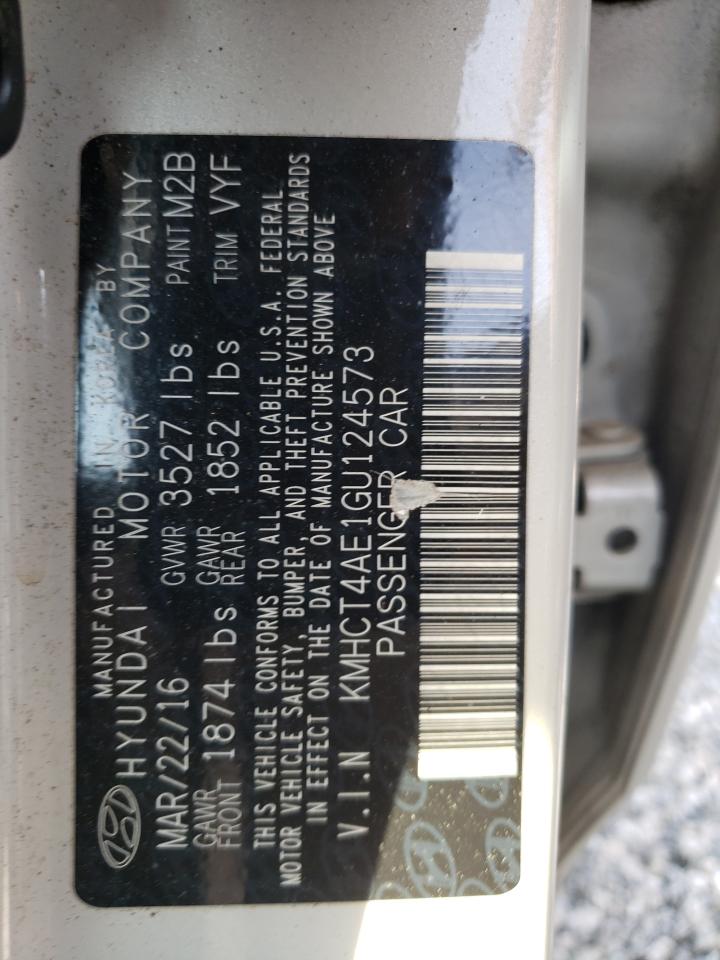 MANUFACTURED IN KOREA BY
HYUNDAI MOTOR COMPANY
MAR/22/16 GVWR 3527 lbs PAINT M2B
GAWR FRONT 1874 lbs GAWR REAR 1852 lbs TRIM VYF
THIS VEHICLE CONFORMS TO ALL APPLICABLE U.S.A. FEDERAL
MOTOR VEHICLE SAFETY, BUMPER, AND THEFT PREVENTION STANDARDS
IN EFFECT ON THE DATE OF MANUFACTURE SHOWN ABOVE
V.I.N KMHCT4AE1GU124573
PASSENGER CAR